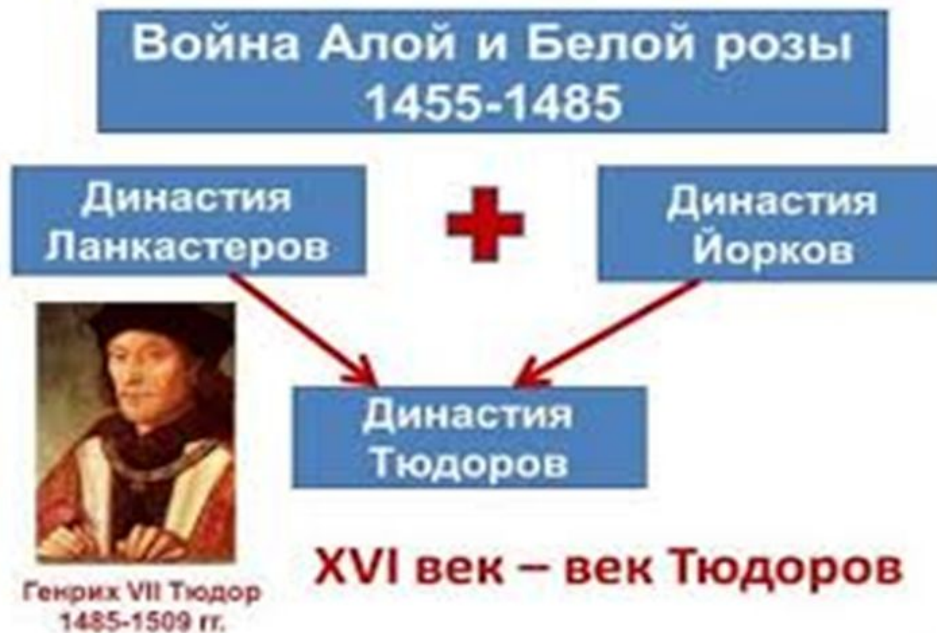 Война Алой и Белой розы
1455-1485
Династия
Ланкастеров
Династия
Йорков
Династия
Тюдоров
XVI век – век Тюдоров
Генрих VII Тюдор
1485-1509 гг.